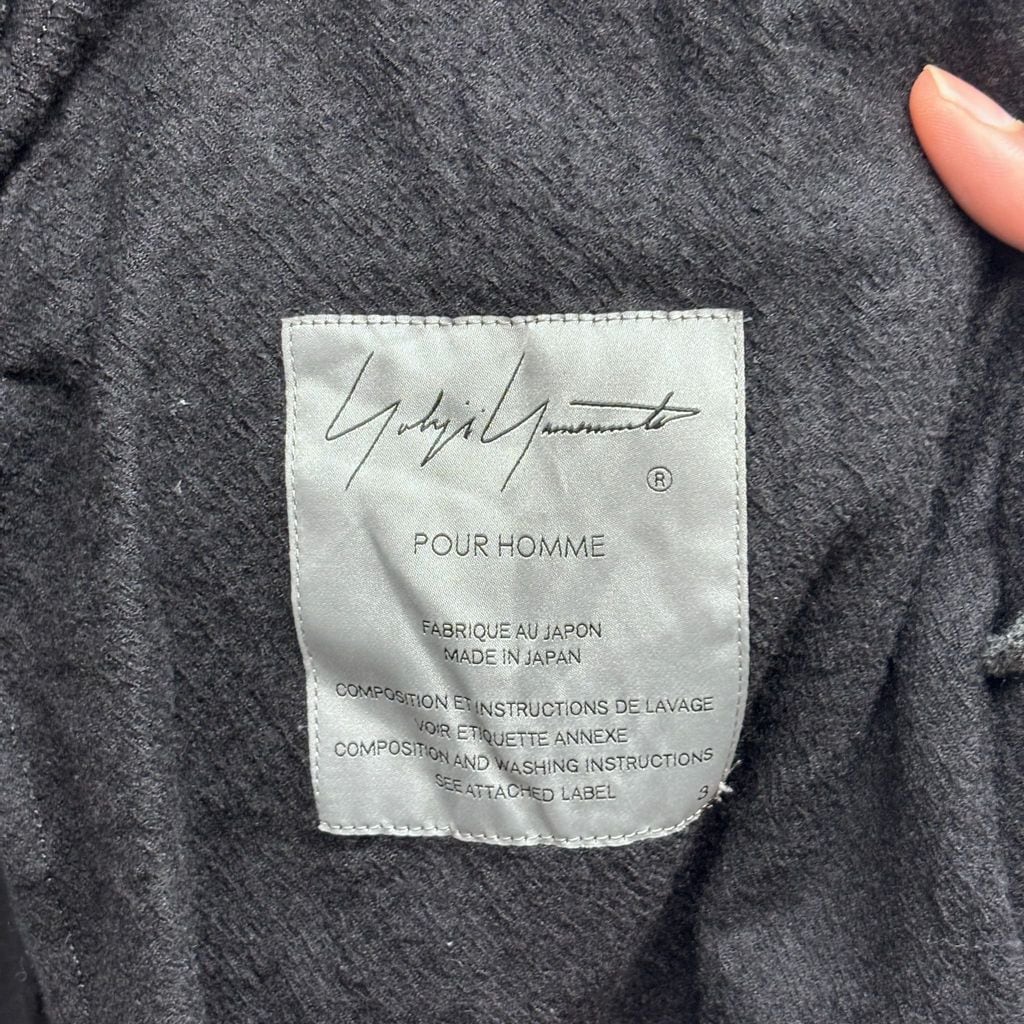 Yohji Yamamoto
®
POUR HOMME
FABRIQUE AU JAPON
MADE IN JAPAN
COMPOSITION ET INSTRUCTIONS DE LAVAGE
VOIR ETIQUETTE ANNEXE
COMPOSITION AND WASHING INSTRUCTIONS
SEE ATTACHED LABEL
3